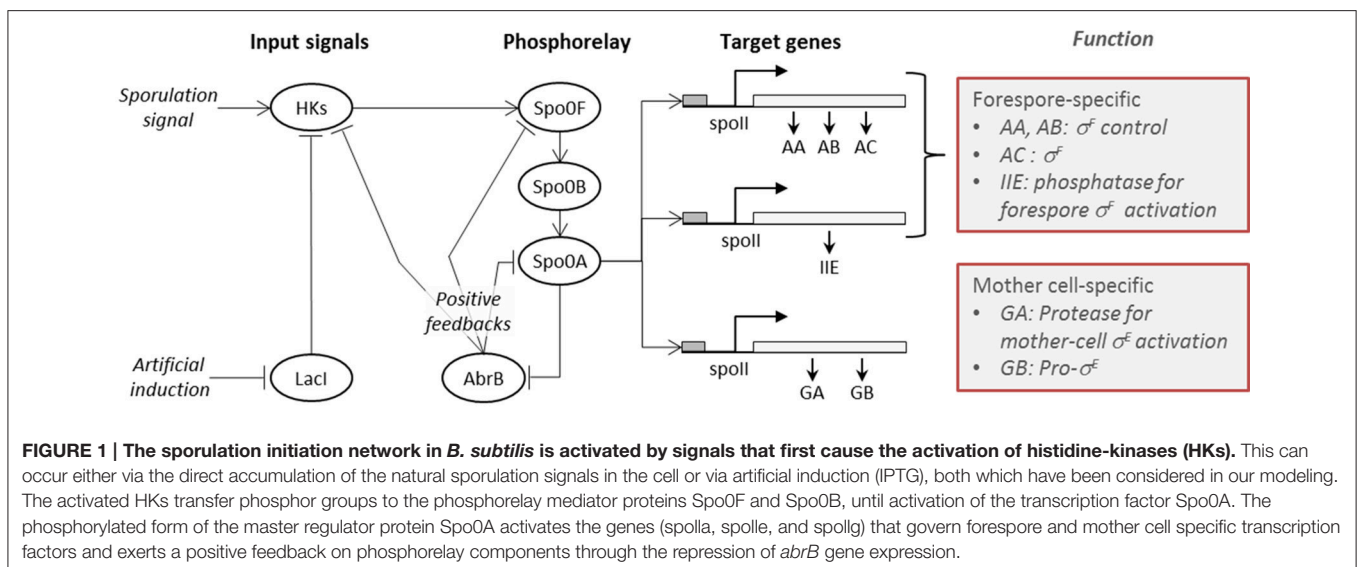 Input signals
Phosphorelay
Target genes
Function
Sporulation
signal
HKs
Spo0F
Spo0B
Spo0A
Positive
feedbacks
Artificial
induction
LacI
AbrB
spoII
AA AB AC
spoII
IIE
spoII
GA GB
Forespore-specific
• AA, AB: σF control
• AC : σF
• IIE: phosphatase for
forespore σF activation
Mother cell-specific
• GA: Protease for
mother-cell σE activation
• GB: Pro-σE
FIGURE 1 | The sporulation initiation network in B. subtilis is activated by signals that first cause the activation of histidine-kinases (HKs). This can
occur either via the direct accumulation of the natural sporulation signals in the cell or via artificial induction (IPTG), both which have been considered in our modeling.
The activated HKs transfer phosphor groups to the phosphorelay mediator proteins Spo0F and Spo0B, until activation of the transcription factor Spo0A. The
phosphorylated form of the master regulator protein Spo0A activates the genes (spoIIa, spoIIe, and spoIIg) that govern forespore and mother cell specific transcription
factors and exerts a positive feedback on phosphorelay components through the repression of abrB gene expression.